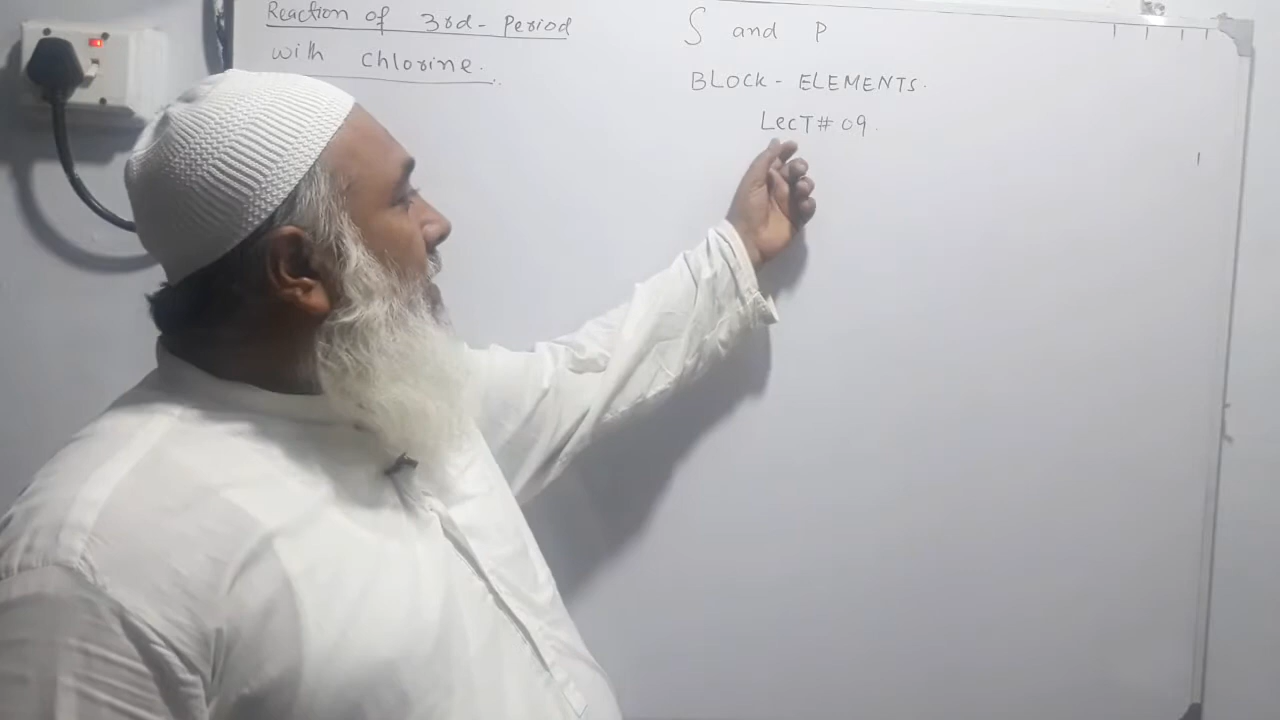 Reaction of 3rd-Period
with Chlorine.
S and P
BLOCK - ELEMENTS.
LecT# 09.